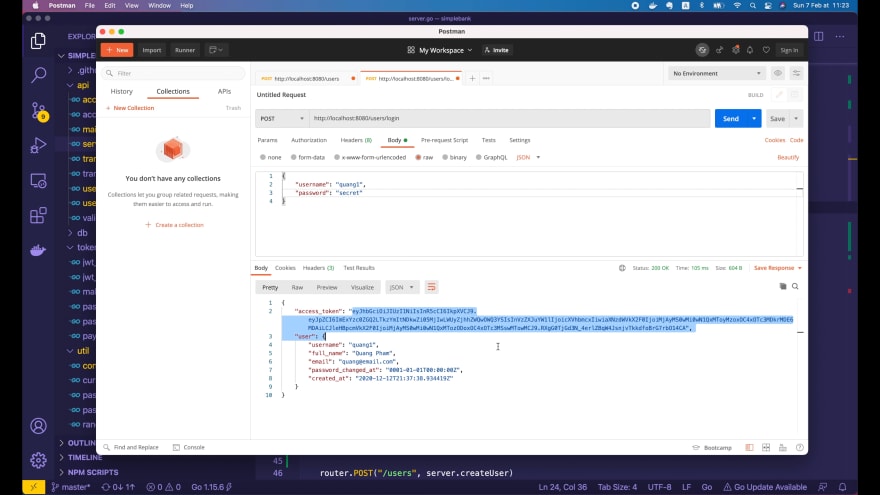 Postman File Edit View Window Help
Sun 7 Feb at 11:23
server.go — simplebank
EXPLOR
SIMPLE
.gith
api
acc
acc
mai
ser
tran
tran
use
use
vali
db
token
jwt_
jwt_
mak
pas
pas
pay
util
con
curr
pas
pas
ran
OUTLIN
TIMELINE
NPM SCRIPTS
9
Postman
New Import Runner
My Workspace Invite
Sign In
Filter
History Collections APIs
New Collection Trash
You don't have any collections
Collections let you group related requests, making
them easier to access and run.
Create a collection
POST http://localhost:8080/users
POST http://localhost:8080/users/lo...
No Environment
Untitled Request
BUILD
POST http://localhost:8080/users/login
Send Save
Params Authorization Headers (8) Body Pre-request Script Tests Settings
Cookies Code
none form-data x-www-form-urlencoded raw binary GraphQL JSON
Beautify
1 {
2 "username": "quang1",
3 "password": "secret"
4 }
Body Cookies Headers (3) Test Results
Status: 200 OK Time: 105 ms Size: 604 B Save Response
Pretty Raw Preview Visualize JSON
1 {
3 "user": {
4 "username": "quang1",
5 "full_name": "Quang Pham",
6 "email": "quang@email.com",
7 "password_changed_at": "0001-01-01T00:00:00Z",
8 "created_at": "2020-12-12T21:37:38.934419Z"
9 }
10 }
Find and Replace Console
Bootcamp
45
46 router.POST("/users", server.createUser)
master* 0↓ 1↑ 0 0 Go 1.15.6
Ln 24, Col 36 Tab Size: 4 UTF-8 LF Go Go Update Available